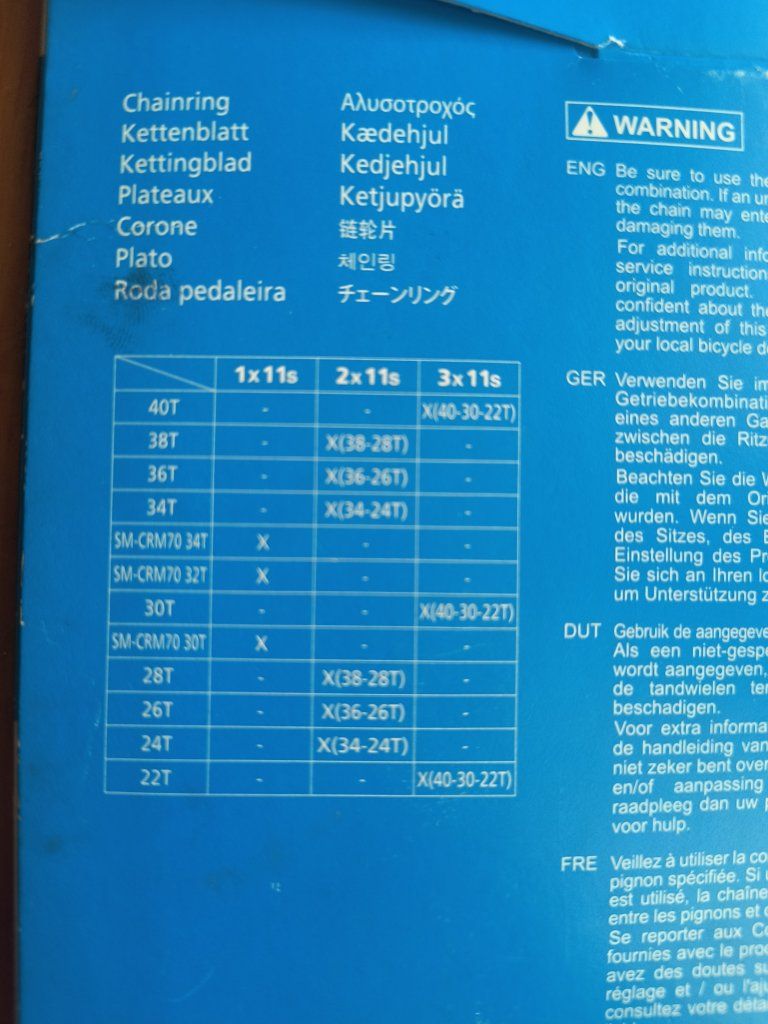 Chainring
Kettenblatt
Kettingblad
Plateaux
Corone
Plato
Roda pedaleira
Αλυσοτροχός
Kædehjul
Kedjehjul
Ketjupyörä
链轮片
체인링
チェーンリング
1x11s 2x11s 3x11s
40T - - X(40-30-22T)
38T - X(38-28T) -
36T - X(36-26T) -
34T - X(34-24T) -
SM-CRM70 34T X - -
SM-CRM70 32T X - -
30T - - X(40-30-22T)
SM-CRM70 30T X - -
28T - X(38-28T) -
26T - X(36-26T) -
24T - X(34-24T) -
22T - - X(40-30-22T)
WARNING
ENG Be sure to use the
combination. If an
the chain may
damaging them.
For additional
service
original product.
confident about the
adjustment of this
your local bicycle
GER Verwenden Sie
eines anderen
zwischen die
beschädigen.
Beachten Sie die
die mit dem
wurden. Wenn Sie
des Sitzes, des
Einstellung des
Sie sich an Ihren
um Unterstützung
DUT Gebruik de
Als een
wordt aangegeven,
de tandwielen
beschadigen.
Voor extra
de handleiding van
niet zeker bent over
en/of aanpassing
raadpleeg dan uw
voor hulp.
FRE Veillez à utiliser la
pignon spécifiée. Si
est utilisé, la chaîne
entre les pignons et
Se reporter aux
fournies avec le
avez des doutes
réglage et / ou
consultez votre